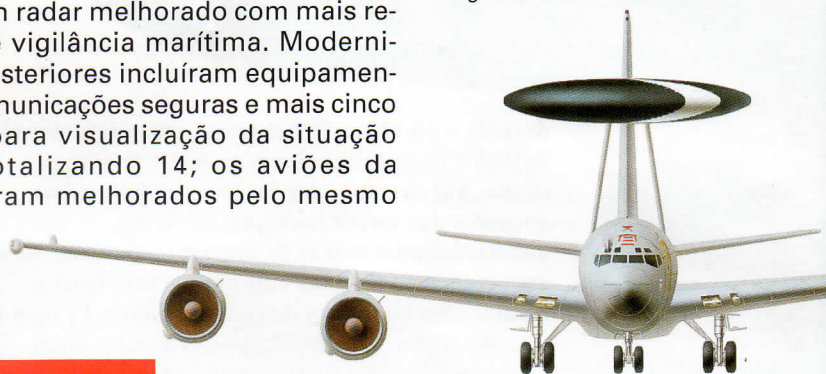 radar melhorado com mais re-
vigilância marítima. Moderni-
steriores incluíram equipamen-
municações seguras e mais cinco
para visualização da situação
otalizando 14; os aviões da
ram melhorados pelo mesmo